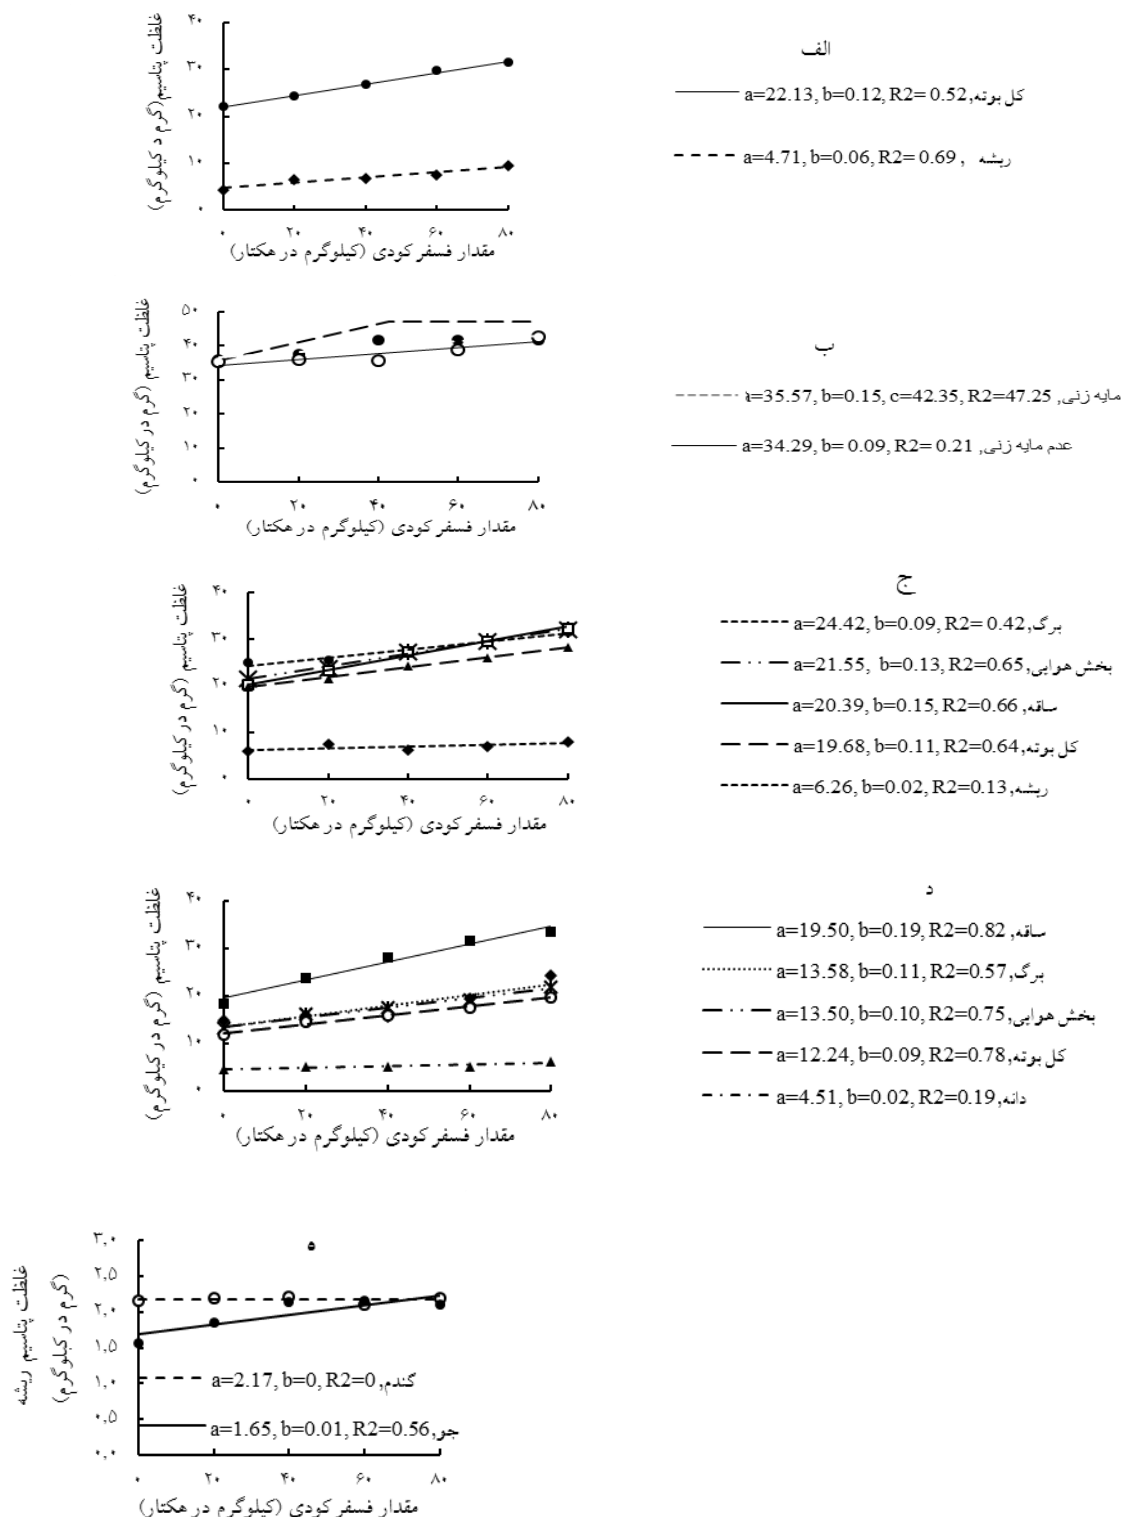 الف
غلظت پتاسیم(گرم د کیلوگرم)
۴۰
۳۰
۲۰
۱۰
۰
۰ ۲۰ ۴۰ ۶۰ ۸۰
مقدار فسفر کودی (کیلوگرم در هکتار)
a=22.13, b=0.12, R2= 0.52,کل بوته
a=4.71, b=0.06, R2= 0.69 , ریشه
ب
غلظت پتاسیم (گرم در کیلوگرم)
۵۰
۴۰
۳۰
۲۰
۱۰
۰
۰ ۲۰ ۴۰ ۶۰ ۸۰
مقدار فسفر کودی (کیلوگرم در هکتار)
a=35.57, b=0.15, c=42.35, R2=47.25 ,مایه زنی
a=34.29, b= 0.09, R2= 0.21 ,عدم مایه زنی
ج
غلظت پتاسیم (گرم در کیلوگرم)
۴۰
۳۰
۲۰
۱۰
۰
۰ ۲۰ ۴۰ ۶۰ ۸۰
مقدار فسفر کودی (کیلوگرم در هکتار)
a=24.42, b=0.09, R2= 0.42,برگ
a=21.55, b=0.13, R2=0.65,بخش هوایی
a=20.39, b=0.15, R2=0.66 ,ساقه
a=19.68, b=0.11, R2=0.64,کل بوته
a=6.26, b=0.02, R2=0.13,ریشه
د
غلظت پتاسیم (گرم در کیلوگرم)
۴۰
۳۰
۲۰
۱۰
۰
۰ ۲۰ ۴۰ ۶۰ ۸۰
مقدار فسفر کودی (کیلوگرم در هکتار)
a=19.50, b=0.19, R2=0.82 ,ساقه
a=13.58, b=0.11, R2=0.57, برگ
a=13.50, b=0.10, R2=0.75,بخش هوایی
a=12.24, b=0.09, R2=0.78,کل بوته
a=4.51, b=0.02, R2=0.19,دانه
ه
غلظت پتاسیم ریشه
(گرم در کیلوگرم)
۳,۰
۲,۵
۲,۰
۱,۵
۱,۰
۰,۵
۰,۰
a=2.17, b=0, R2=0,گندم
a=1.65, b=0.01, R2=0.56,جو
۰ ۲۰ ۴۰ ۶۰ ۸۰
مقدار فسفر کودی (کیلوگرم در هکتار)